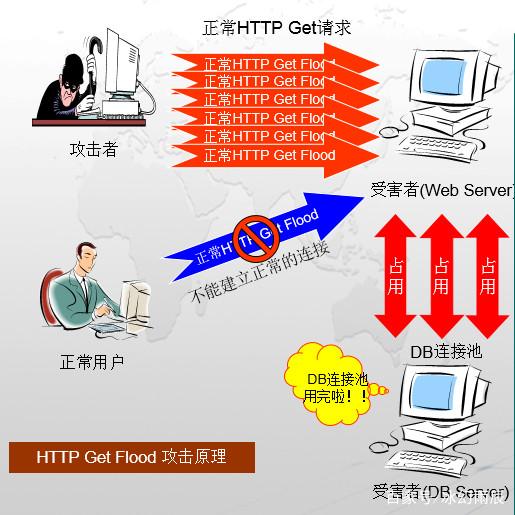 正常HTTP Get请求
正常HTTP Get Flood
正常HTTP Get Flood
正常HTTP Get Flood
正常HTTP Get Flood
正常HTTP Get Flood
正常HTTP Get Flood
攻击者
受害者(Web Server)
正常HTTP Get Flood
不能建立正常的连接
占用
占用
占用
正常用户
DB连接池
DB连接池
用完啦！！
HTTP Get Flood 攻击原理
受害者(DB Server)